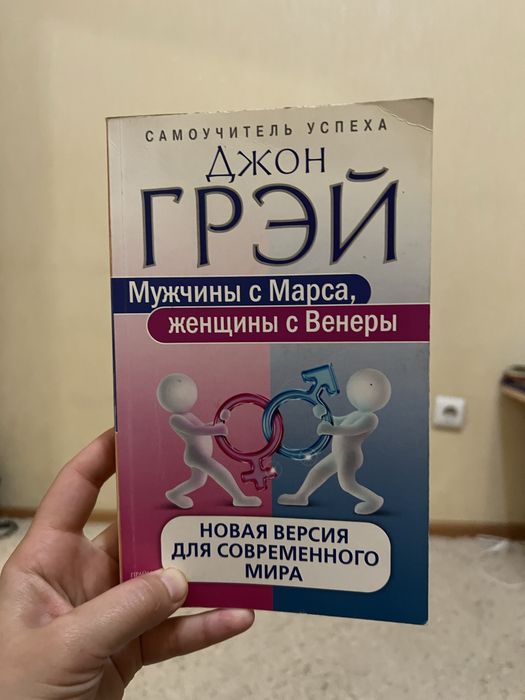 САМОУЧИТЕЛЬ УСПЕХА
ДЖОН
ГРЭЙ
Мужчины с Марса,
женщины с Венеры
НОВАЯ ВЕРСИЯ
ДЛЯ СОВРЕМЕННОГО
МИРА